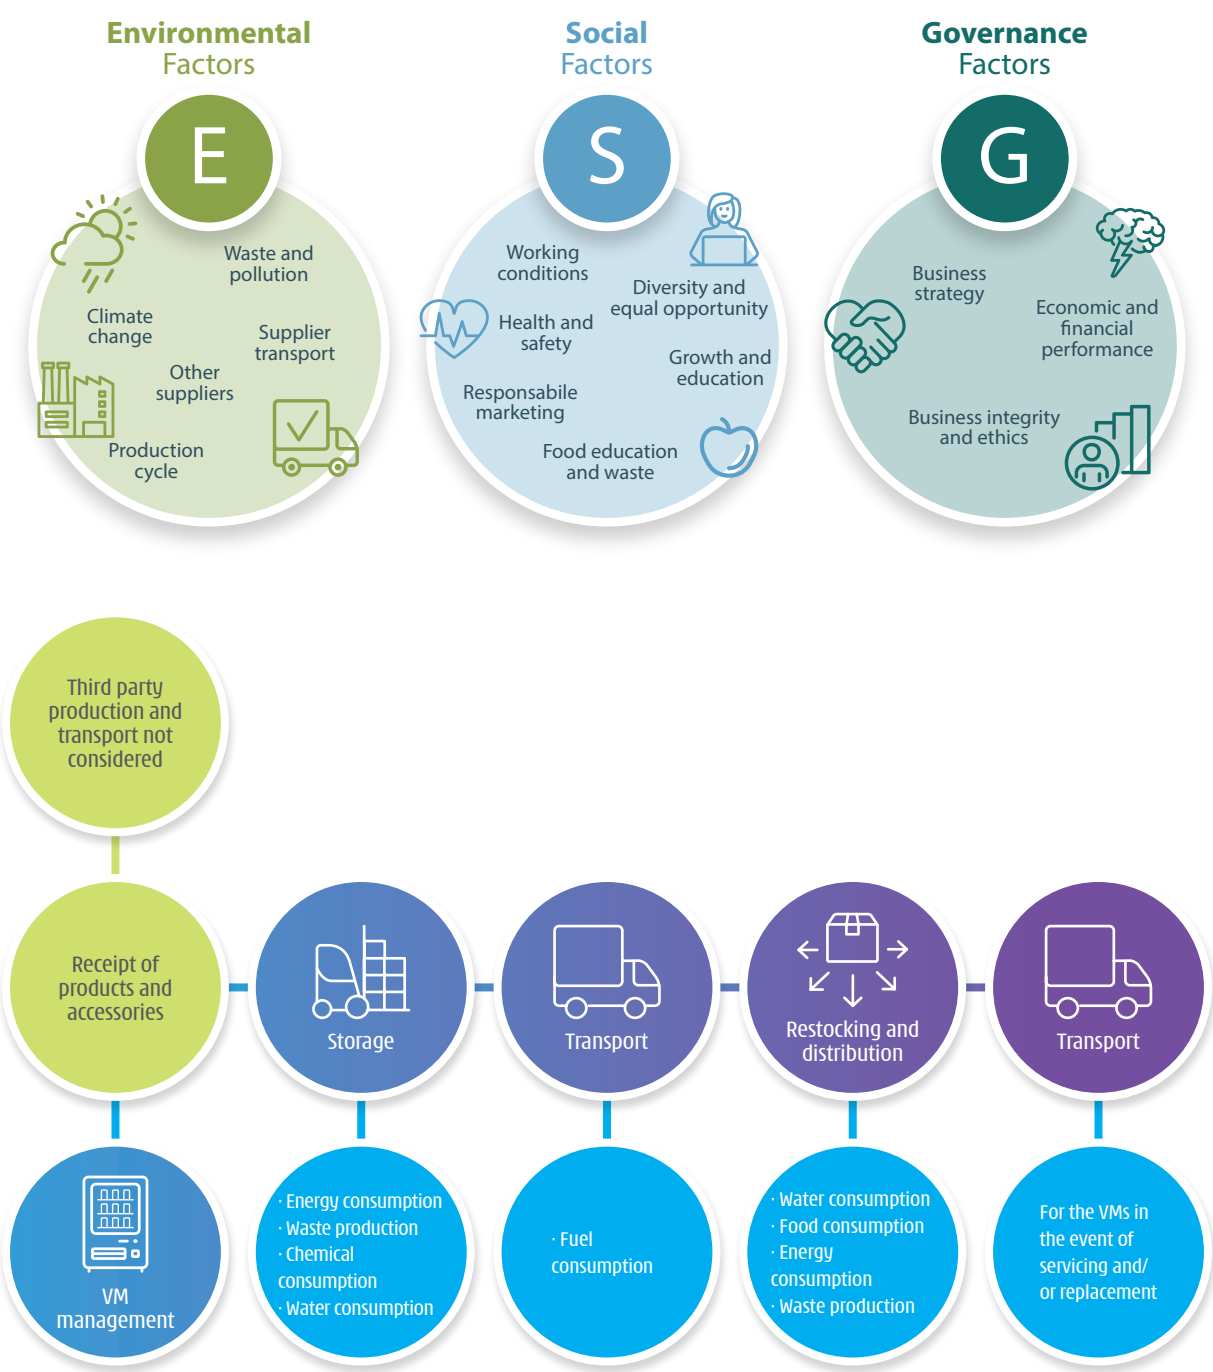 Environmental
Factors
E
Waste and
pollution
Climate
change
Supplier
transport
Other
suppliers
Production
cycle
Social
Factors
S
Working
conditions
Diversity and
equal opportunity
Health and
safety
Growth and
education
Responsabile
marketing
Food education
and waste
Governance
Factors
G
Business
strategy
Economic and
financial
performance
Business integrity
and ethics
Third party
production and
transport not
considered
Receipt of
products and
accessories
Storage
Transport
Restocking and
distribution
Transport
VM
management
· Energy consumption
· Waste production
· Chemical
consumption
· Water consumption
· Fuel
consumption
· Water consumption
· Food consumption
· Energy
consumption
· Waste production
For the VMs in
the event of
servicing and/
or replacement